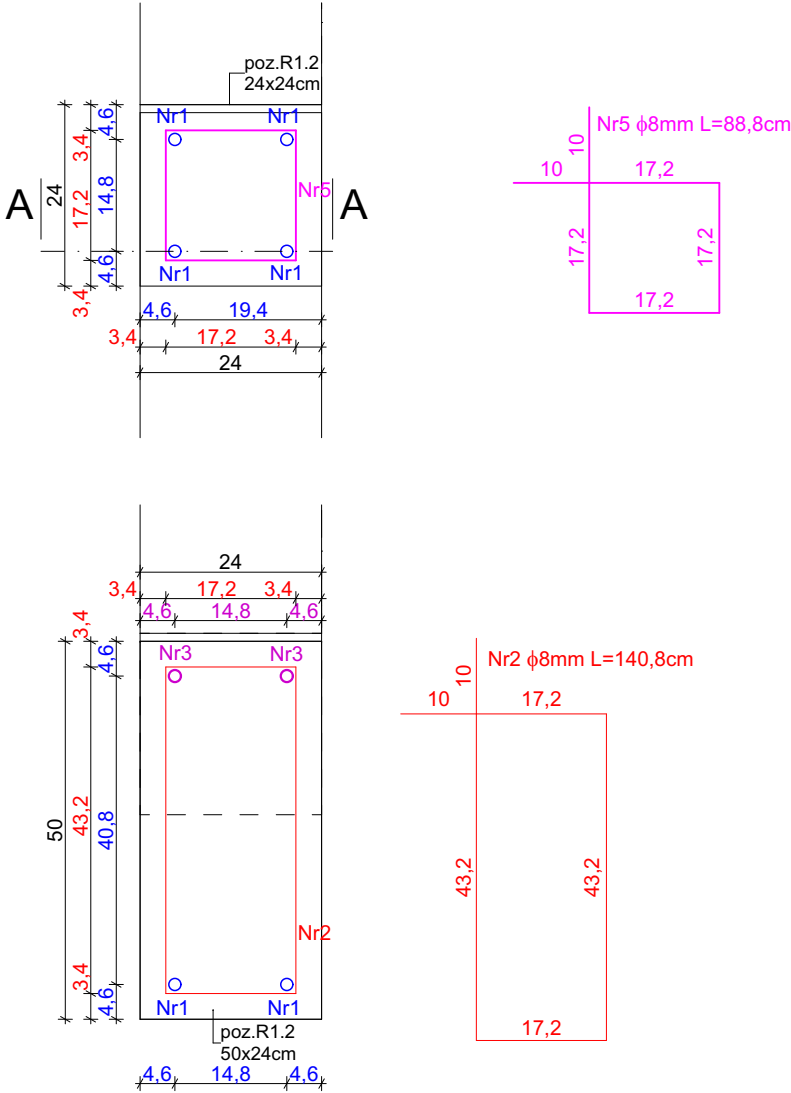 poz.R1.2
24x24cm
4,6
Nr1
Nr1
Nr5 ϕ8mm L=88,8cm
3,4
10
10
17,2
A
24
17,2
14,8
Nr5
A
17,2
17,2
4,6
Nr1
Nr1
3,4
17,2
4,6
19,4
3,4
17,2
3,4
24
24
3,4
17,2
3,4
3,4
4,6
14,8
4,6
4,6
Nr3
Nr3
Nr2 ϕ8mm L=140,8cm
10
10
17,2
50
43,2
40,8
43,2
43,2
Nr2
3,4
4,6
Nr1
Nr1
17,2
poz.R1.2
50x24cm
4,6
14,8
4,6